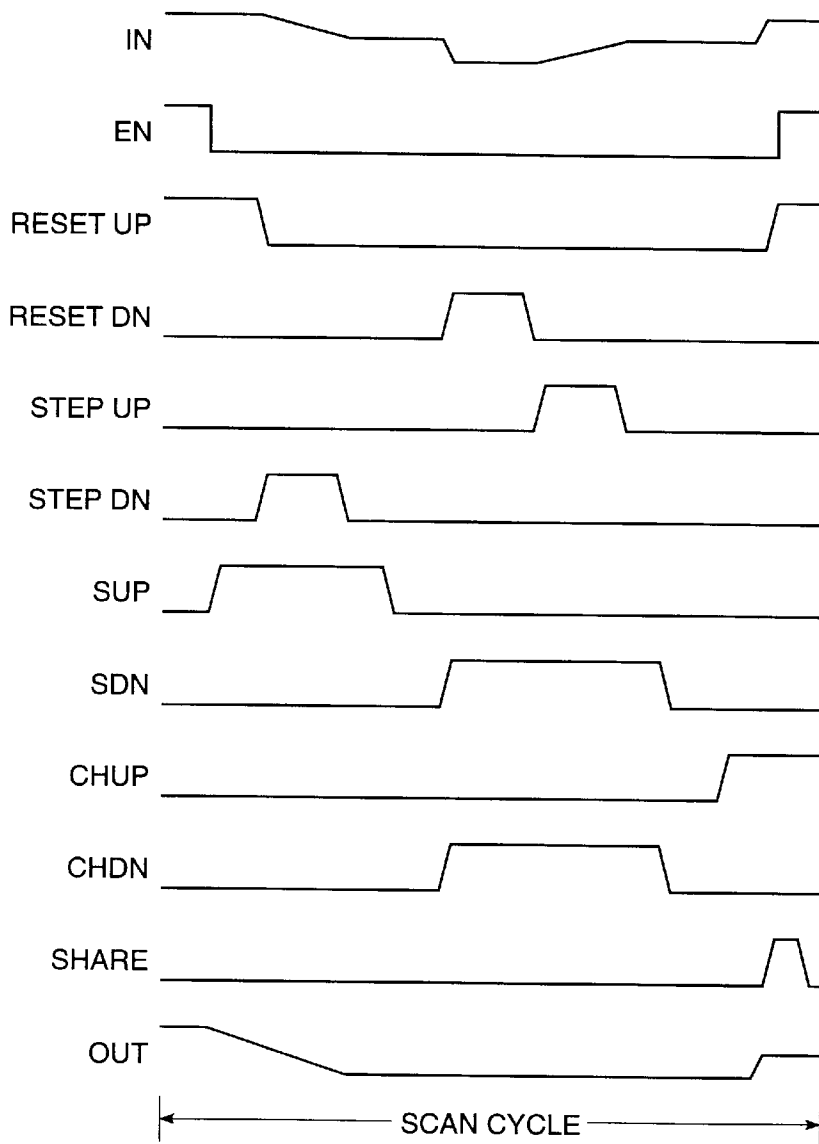 IN
EN
RESET UP
RESET DN
STEP UP
STEP DN
SUP
SDN
CHUP
CHDN
SHARE
OUT
SCAN CYCLE